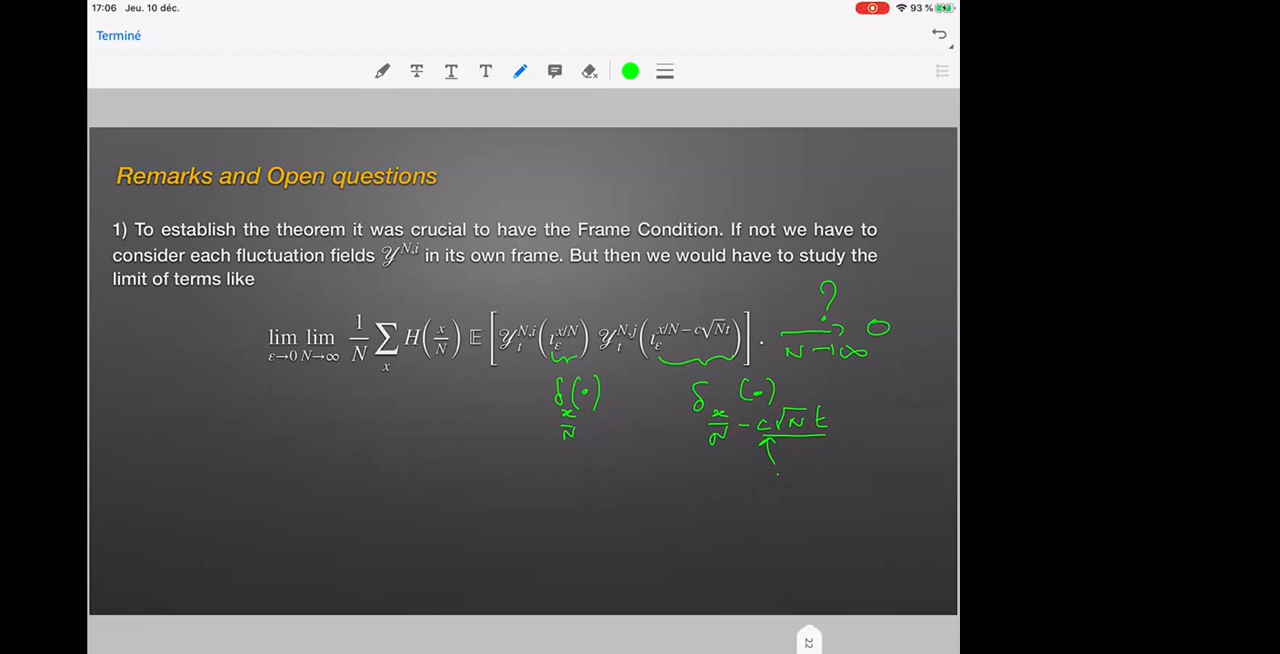 17:06 Jeu. 10 déc. 93 %
Terminé
T T T
Remarks and Open questions
1) To establish the theorem it was crucial to have the Frame Condition. If not we have to
consider each fluctuation fields 𝒴^{N,i} in its own frame. But then we would have to study the
limit of terms like
lim_{ε→0} lim_{N→∞} 1/N ∑_x H(x/N) 𝔼[𝒴_t^{N,i}(ι_ε^{x/N}) 𝒴_t^{N,j}(ι_ε^{x/N−c√Nt})]. ? → 0
N→∞
δ_{x/N}(·) δ_{x/N − c√N t}(·)
22